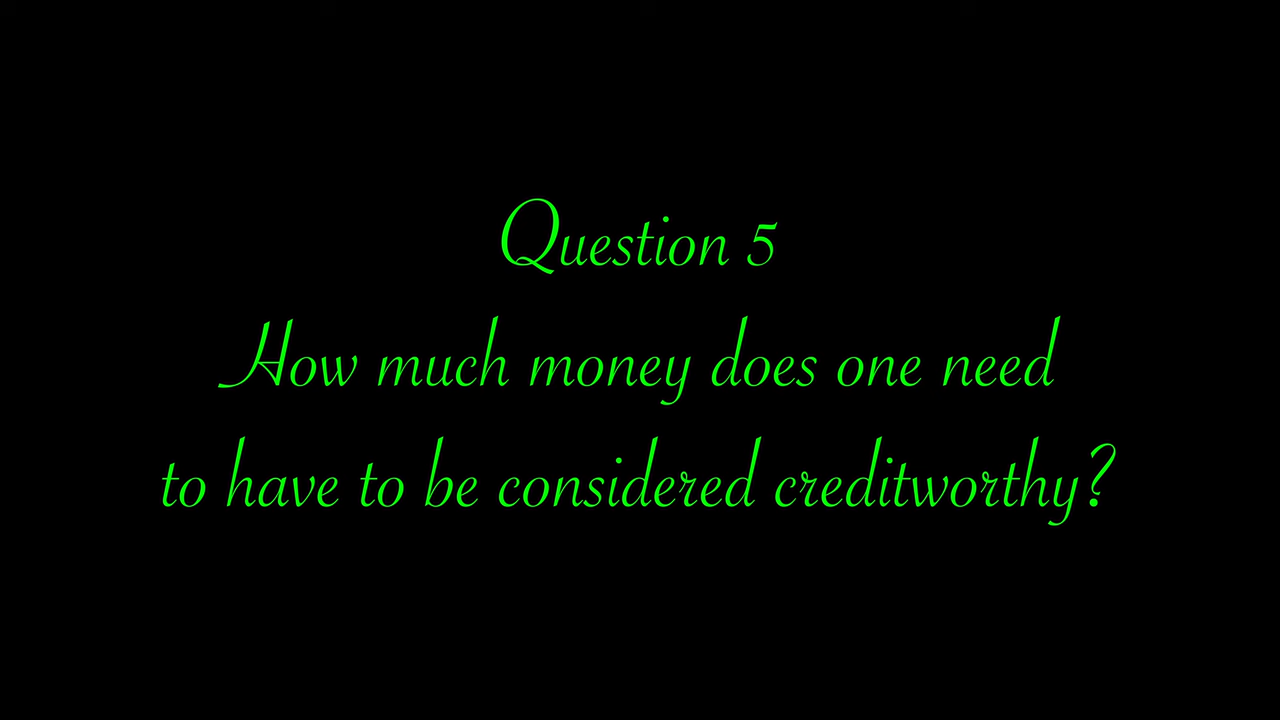 Question 5
How much money does one need
to have to be considered creditworthy?